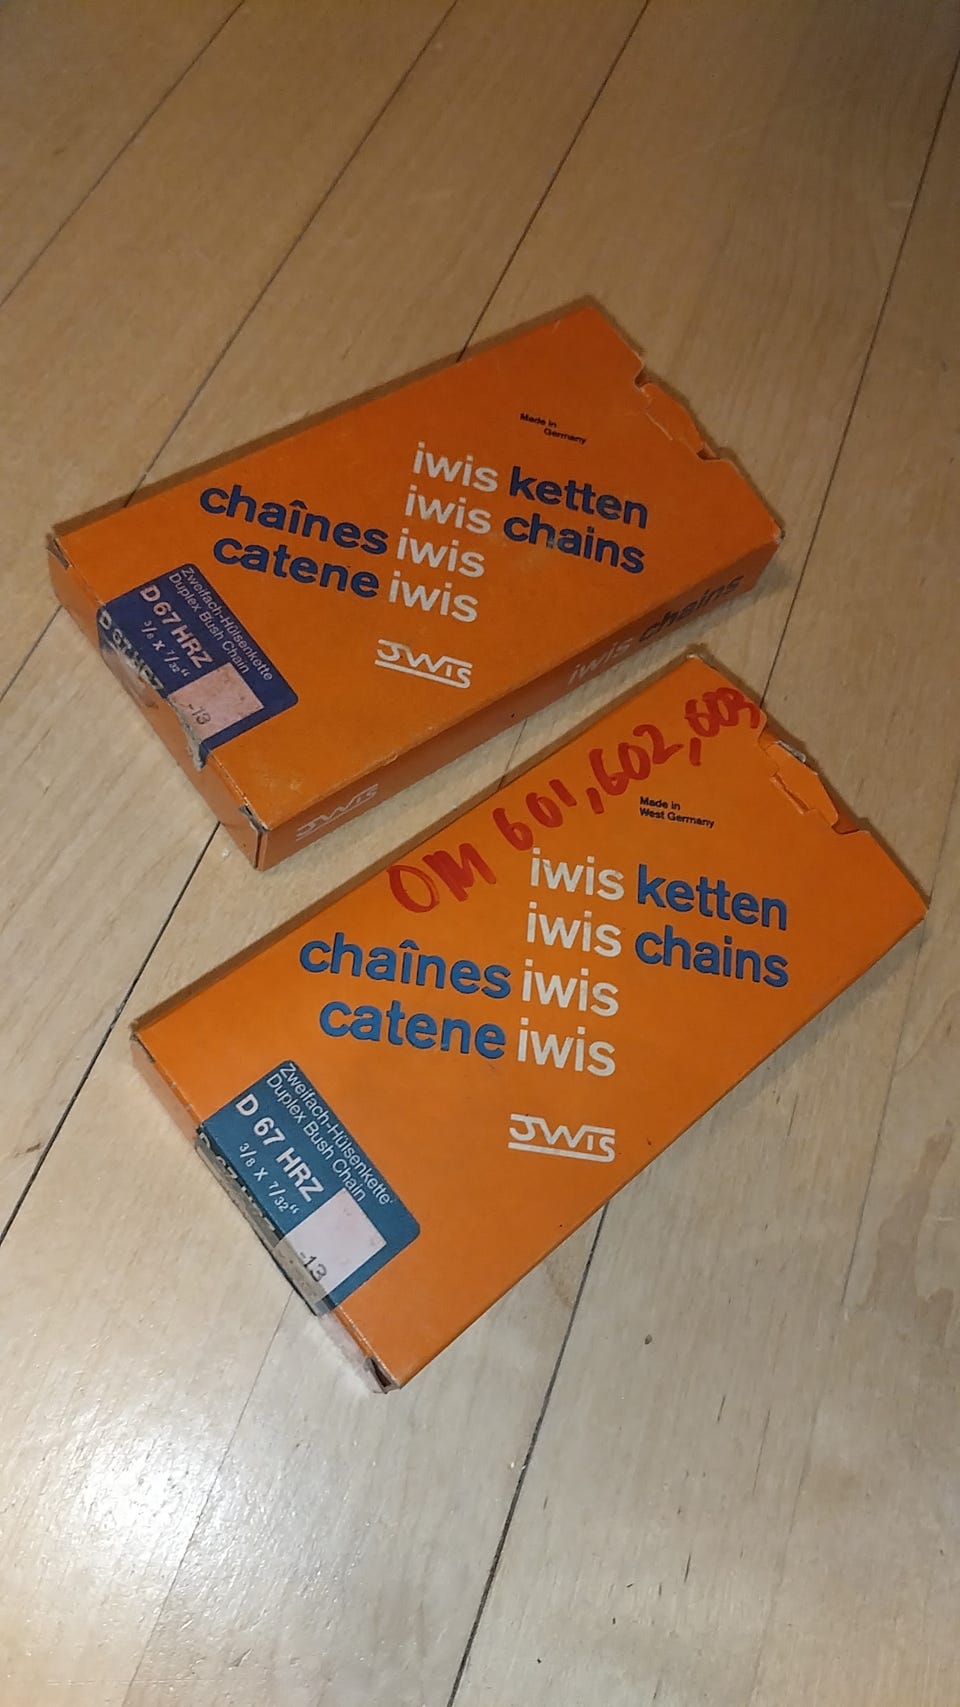 Made in
Germany
iwis ketten
iwis chains
chaînes iwis
catene iwis
JWIS
Zweifach-Hülsenkette
Duplex Bush Chain
D67HRZ
3/8 X 7/32"
-13
iwis chains
JWIS
OM 601,602,603
Made in
West Germany
iwis ketten
iwis chains
chaînes iwis
catene iwis
JWIS
Zweifach-Hülsenkette
Duplex Bush Chain
D 67 HRZ
3/8 X 7/32"
-13